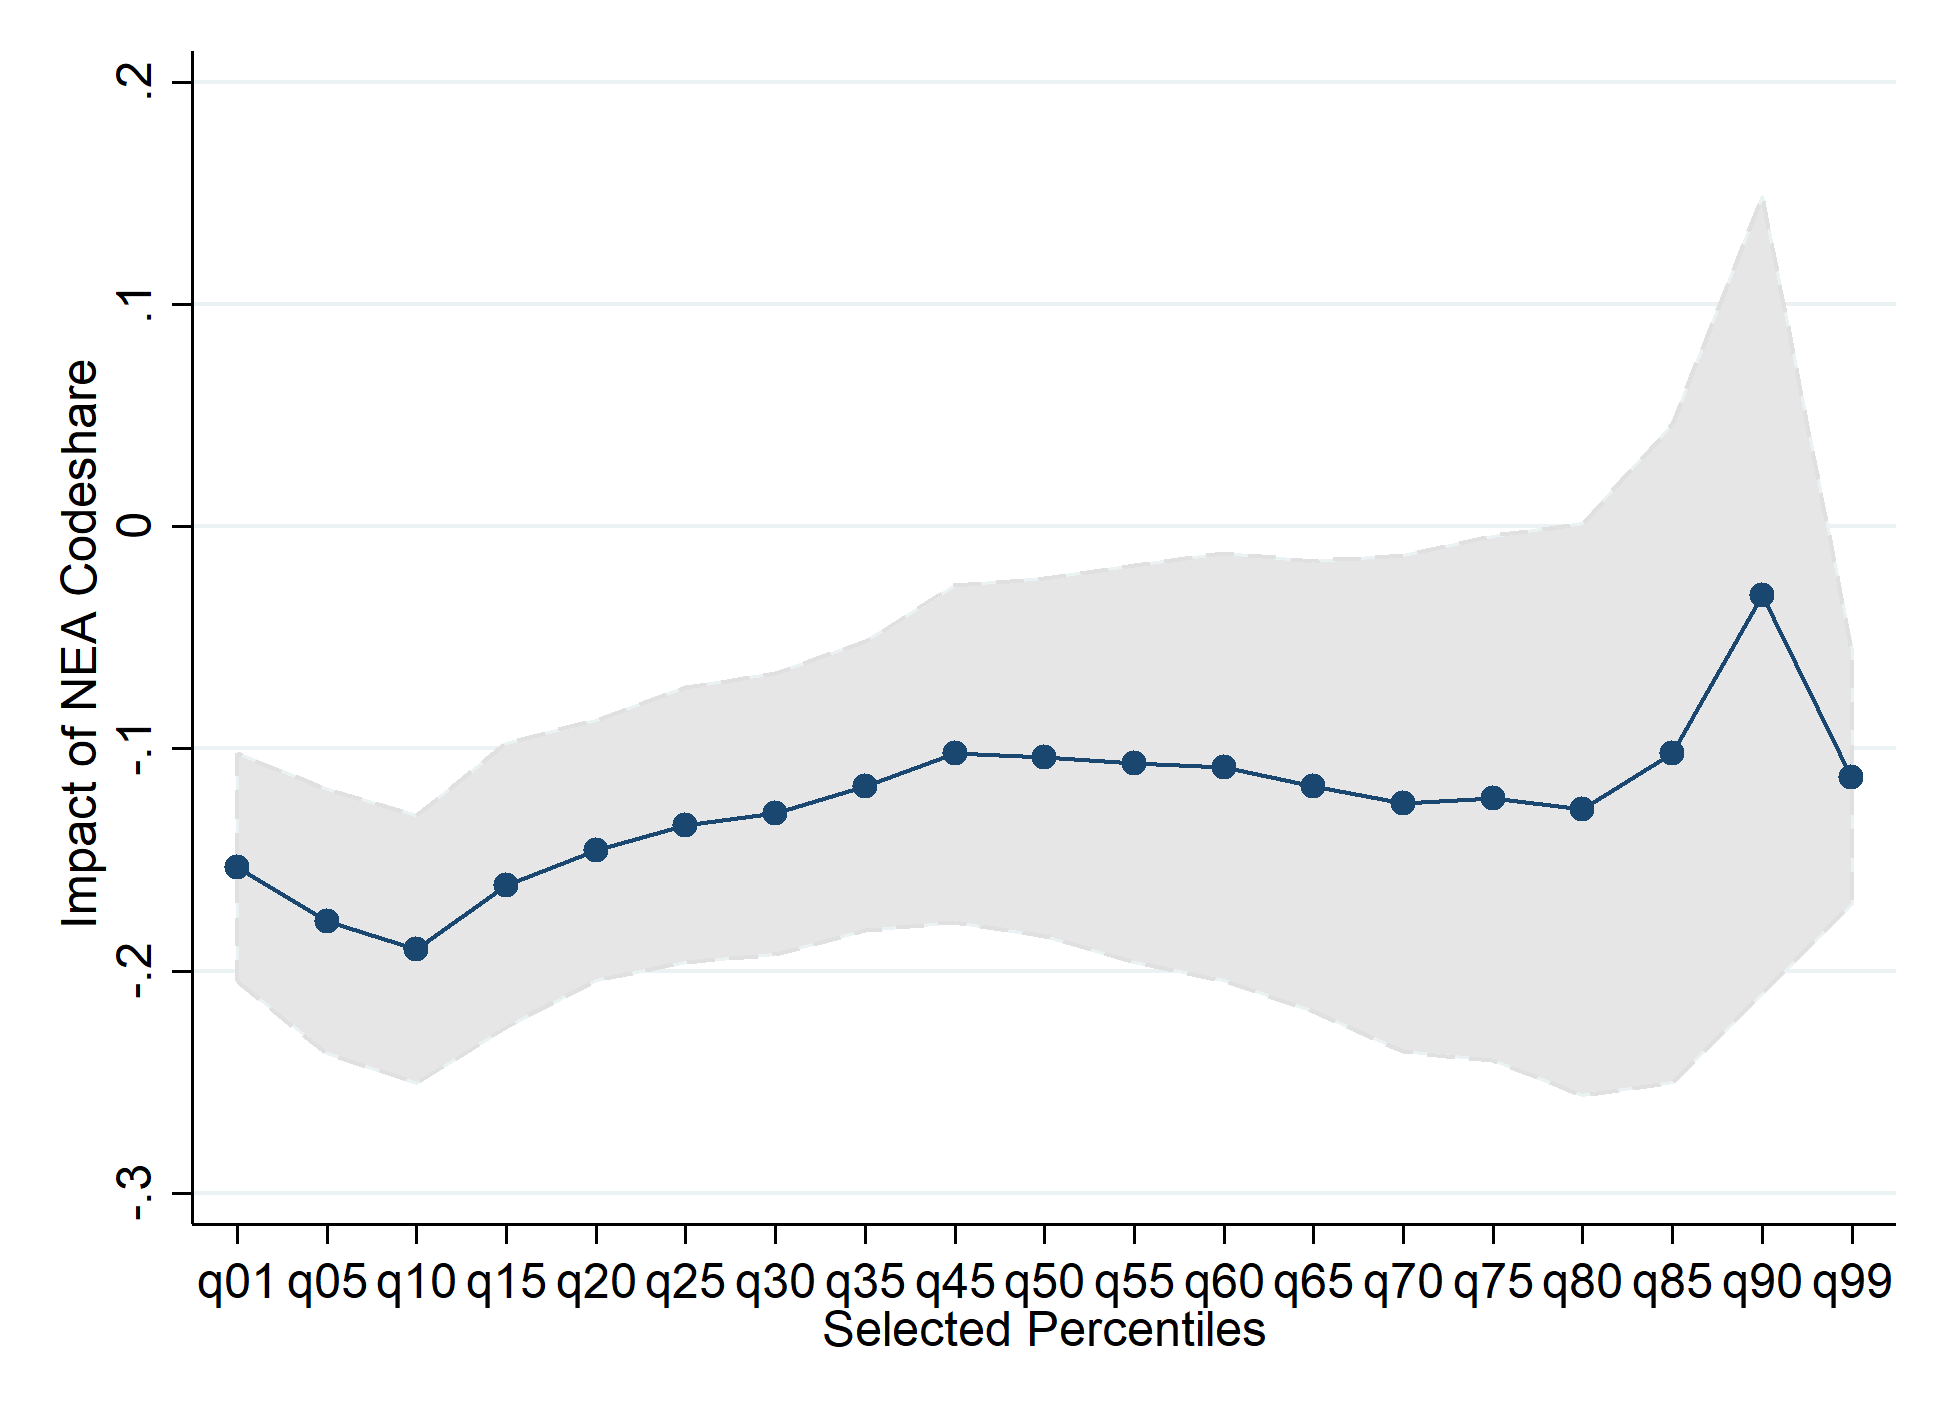 .2
.1
0
-.1
-.2
-.3
Impact of NEA Codeshare
q01 q05 q10 q15 q20 q25 q30 q35 q45 q50 q55 q60 q65 q70 q75 q80 q85 q90 q99
Selected Percentiles